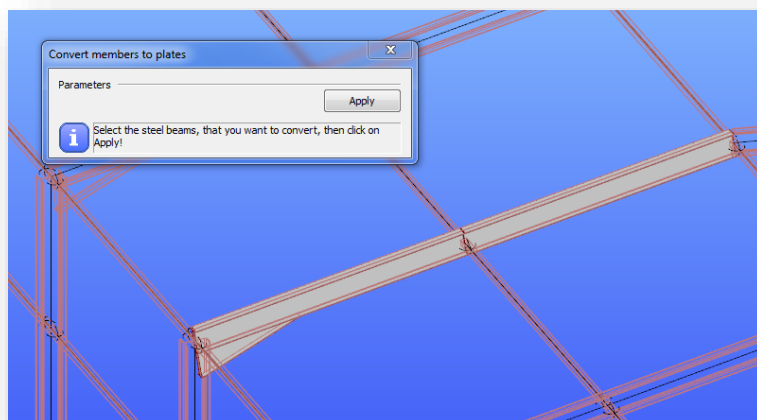 Convert members to plates
Parameters
Apply
Select the steel beams, that you want to convert, then click on
Apply!